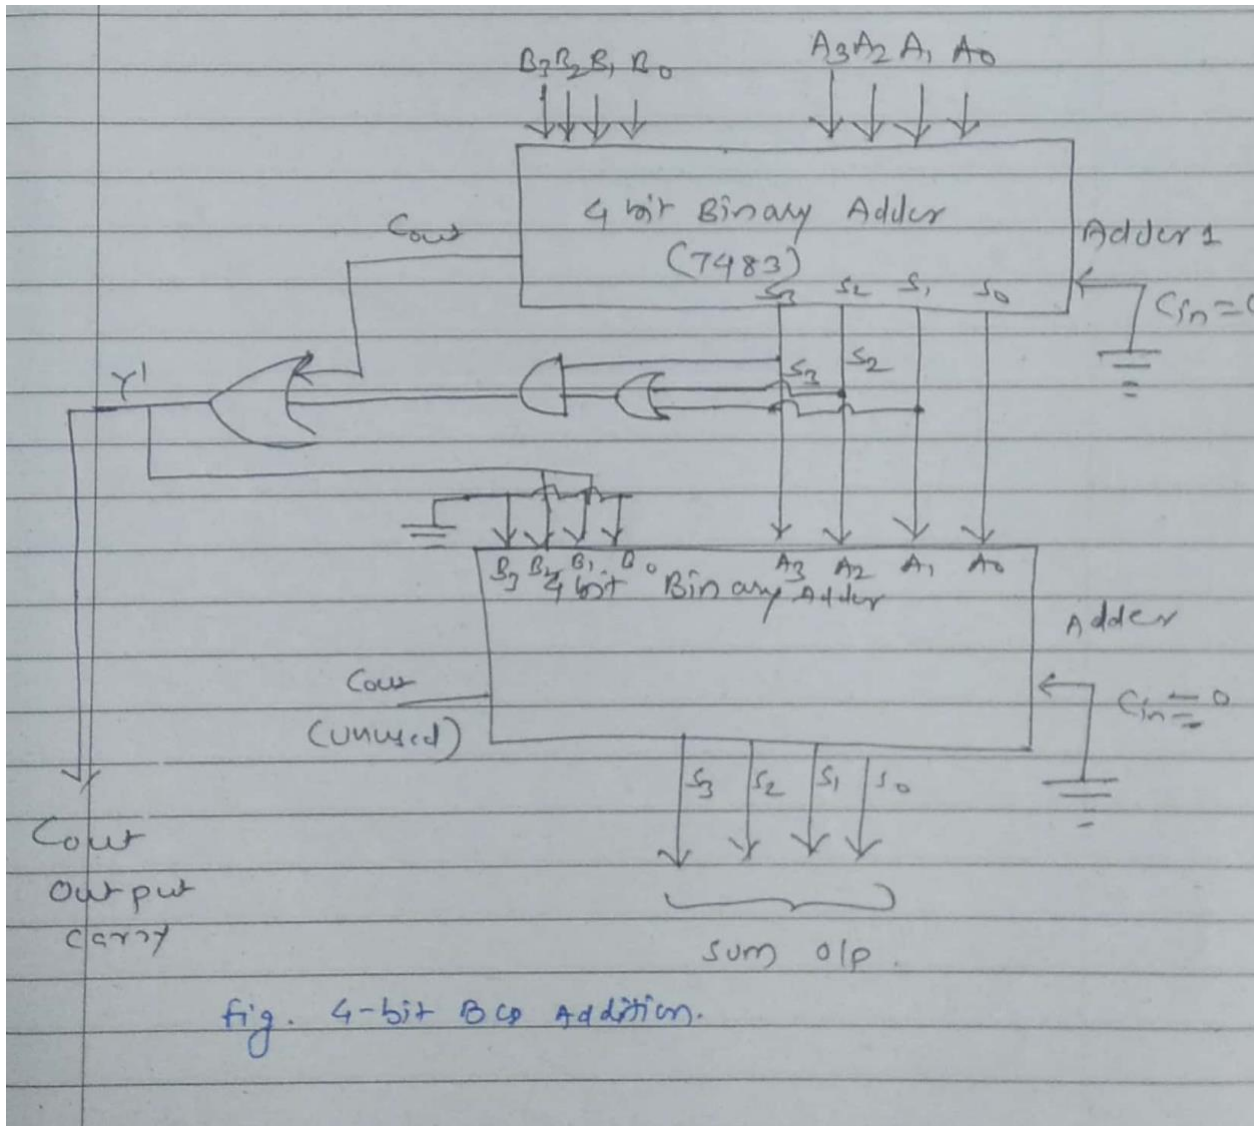 B3 B2 B1 B0
A3 A2 A1 A0
4 bit Binary Adder
(7483)
Cout
Adder 1
S3 S2 S1 S0
Y'
S3 S2
B3 B2 B1 B0
A3 A2 A1 A0
4 bit Binary Adder
Adder
Cout
(unused)
Cin = 0
S3 S2 S1 S0
Cout
Output
carry
sum o/p.
fig. 4-bit BCD Addition.